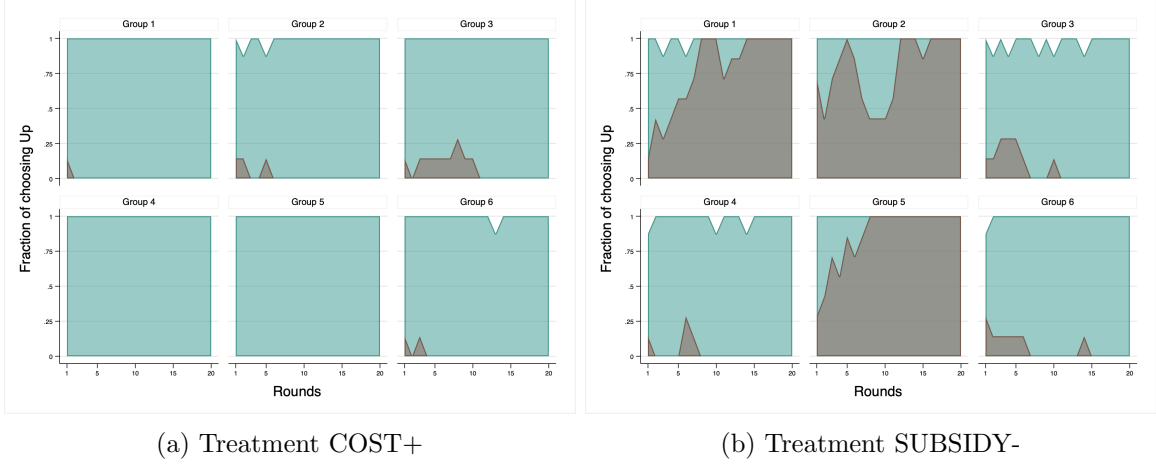 Group 1 Group 2 Group 3
1
.75
.5
.25
0
Group 4 Group 5 Group 6
1
.75
.5
.25
0
1 5 10 15 20 1 5 10 15 20 1 5 10 15 20
Fraction of choosing Up
Rounds
(a) Treatment COST+
Group 1 Group 2 Group 3
1
.75
.5
.25
0
Group 4 Group 5 Group 6
1
.75
.5
.25
0
1 5 10 15 20 1 5 10 15 20 1 5 10 15 20
Fraction of choosing Up
Rounds
(b) Treatment SUBSIDY-